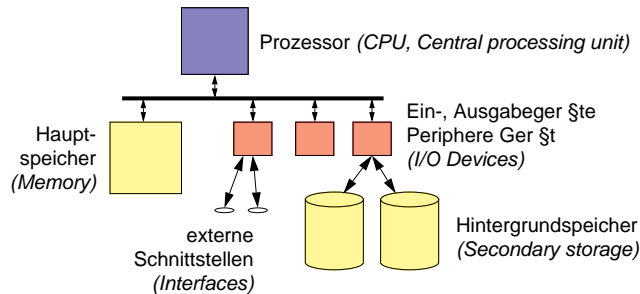 Prozessor (CPU, Central processing unit)
Haupt-
speicher
(Memory)
Ein-, Ausgabeger §te
Periphere Ger §t
(I/O Devices)
externe
Schnittstellen
(Interfaces)
Hintergrundspeicher
(Secondary storage)